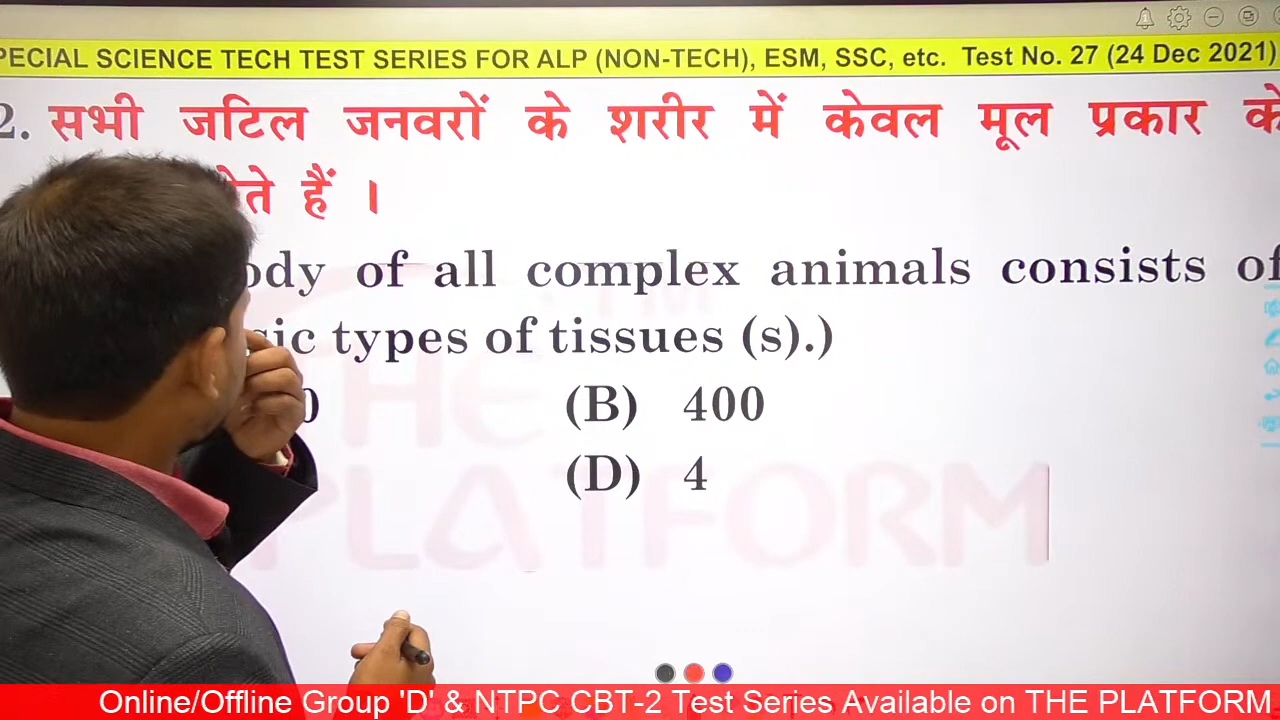 PECIAL SCIENCE TECH TEST SERIES FOR ALP (NON-TECH), ESM, SSC, etc. Test No. 27 (24 Dec 2021)
2. सभी जटिल जनवरों के शरीर में केवल मूल प्रकार के
हैं ।
of all complex animals consists of
types of tissues (s).)
(B) 400
(D) 4
THE
PLATFORM
Online/Offline Group 'D' & NTPC CBT-2 Test Series Available on THE PLATFORM